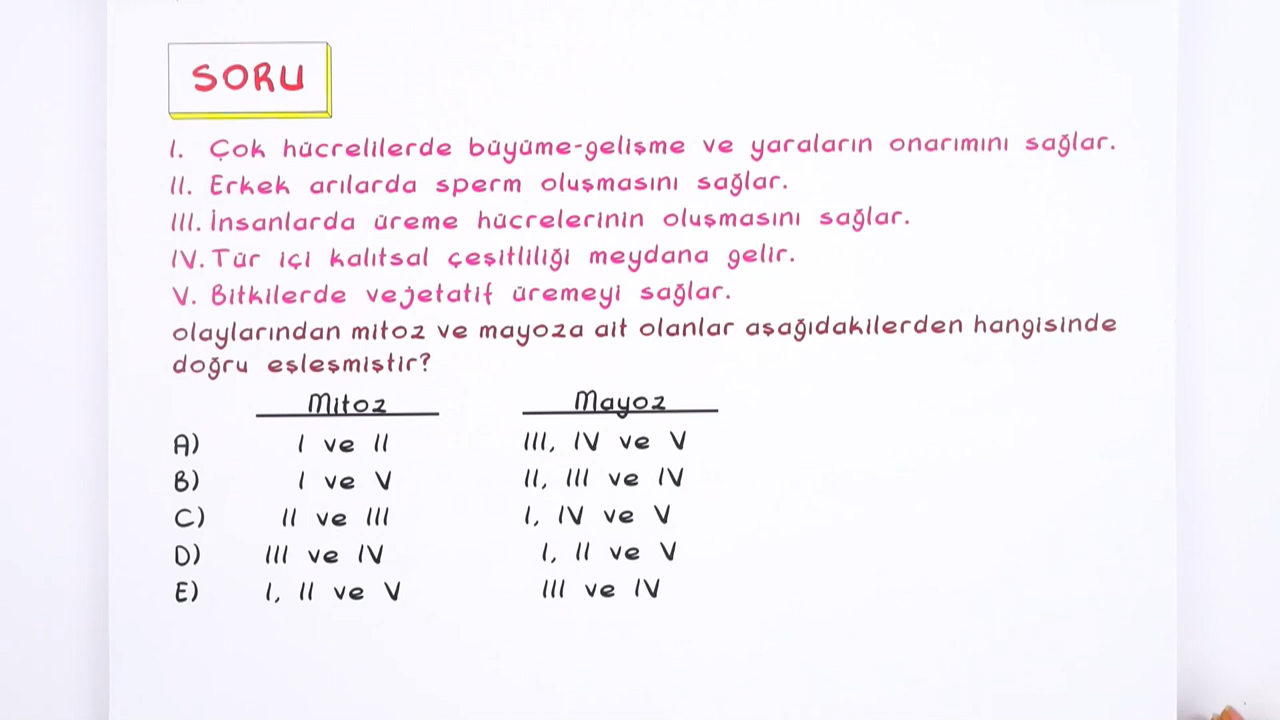 SORU
I. Çok hücrelilerde büyüme-gelişme ve yaraların onarımını sağlar.
II. Erkek arılarda sperm oluşmasını sağlar.
III. İnsanlarda üreme hücrelerinin oluşmasını sağlar.
IV. Tür içi kalıtsal çeşitliliği meydana gelir.
V. Bitkilerde vejetatif üremeyi sağlar.
olaylarından mitoz ve mayoza ait olanlar aşağıdakilerden hangisinde
doğru eşleşmiştir?
Mitoz Mayoz
A) I ve II III, IV ve V
B) I ve V II, III ve IV
C) II ve III I, IV ve V
D) III ve IV I, II ve V
E) I, II ve V III ve IV